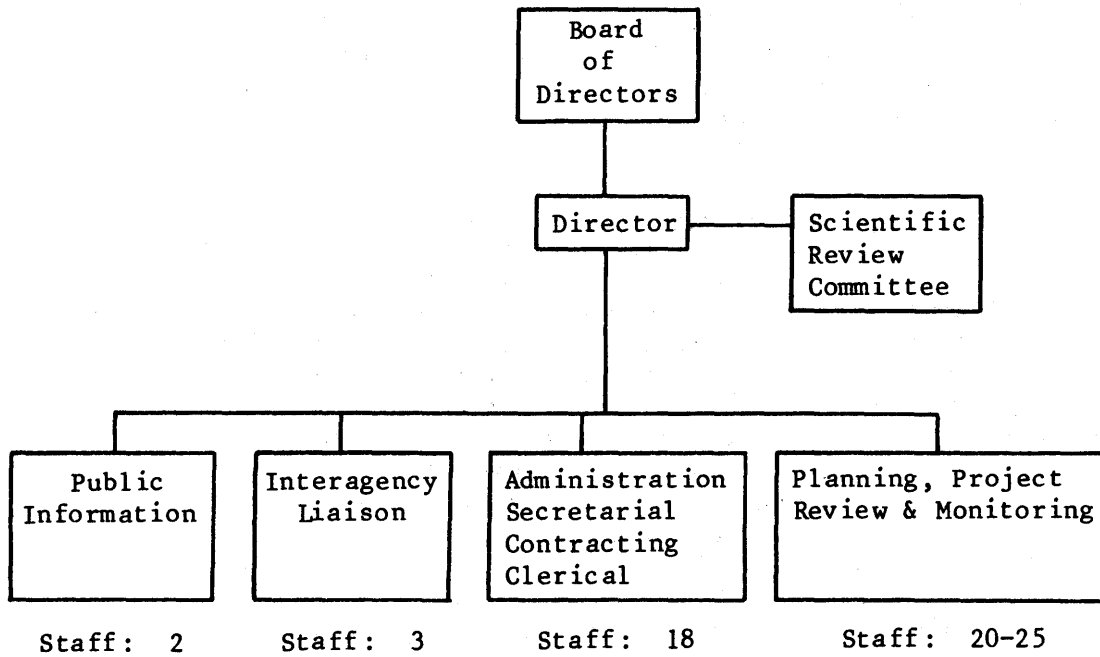 Board
of
Directors
Director
Scientific
Review
Committee
Public
Information
Interagency
Liaison
Administration
Secretarial
Contracting
Clerical
Planning, Project
Review & Monitoring
Staff: 2
Staff: 3
Staff: 18
Staff: 20-25